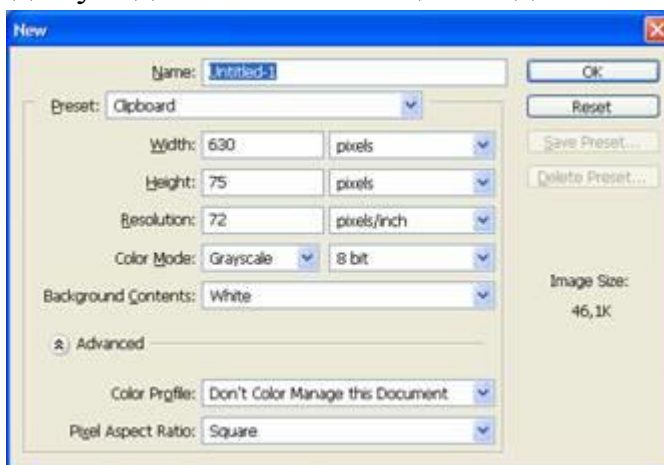 New
Name: Untitled-1
OK
Preset: Clipboard
Reset
Width: 630 pixels
Save Preset...
Height: 75 pixels
Delete Preset...
Resolution: 72 pixels/inch
Color Mode: Grayscale 8 bit
Background Contents: White
Image Size:
46,1K
Advanced
Color Profile: Don't Color Manage this Document
Pixel Aspect Ratio: Square